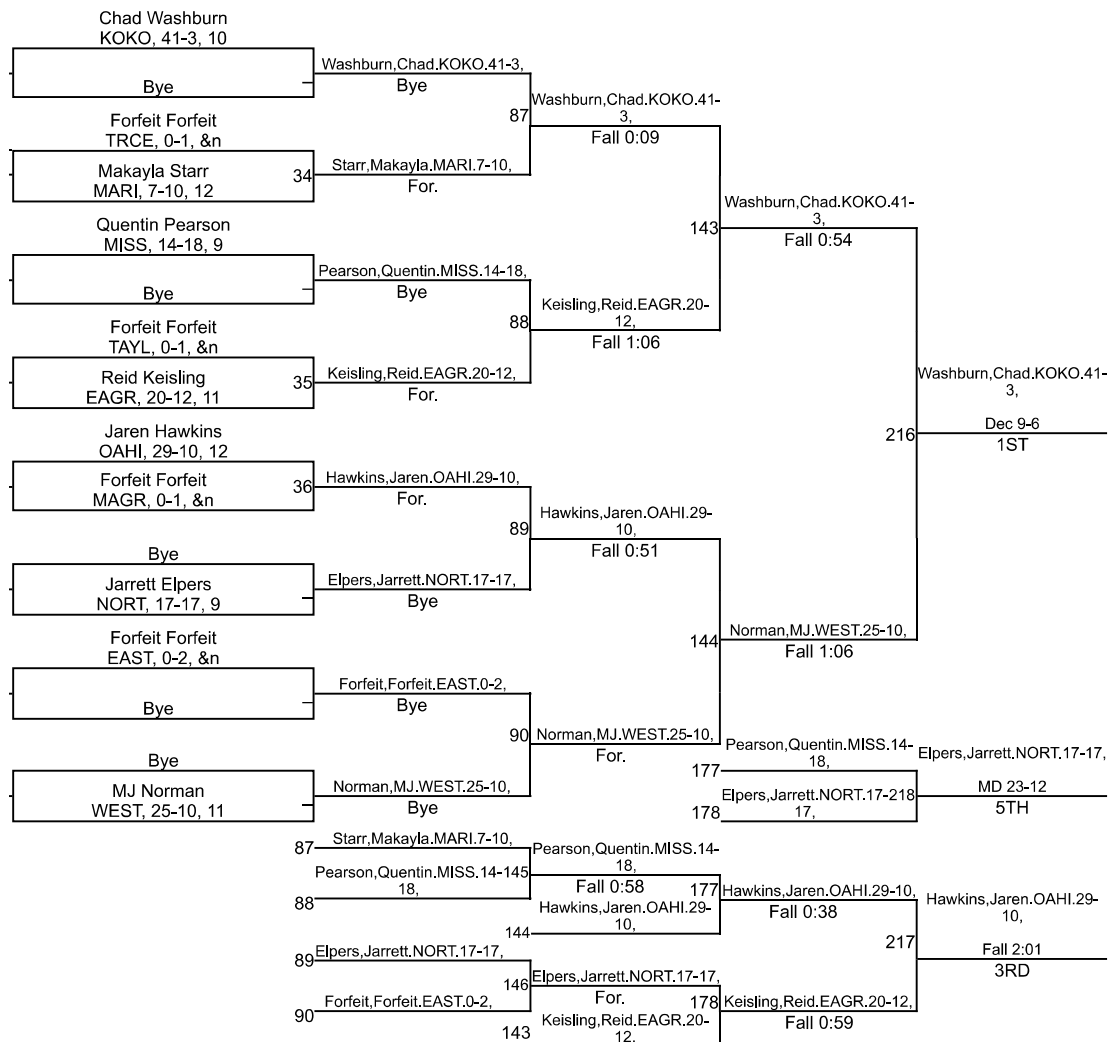 Chad Washburn
KOKO, 41-3, 10
Bye
Washburn,Chad.KOKO.41-3,
Bye
87
Washburn,Chad.KOKO.41-
3,
Fall 0:09
Forfeit Forfeit
TRCE, 0-1, &n
Makayla Starr
MARI, 7-10, 12
34
Starr,Makayla.MARI.7-10,
For.
143
Washburn,Chad.KOKO.41-
3,
Fall 0:54
Quentin Pearson
MISS, 14-18, 9
Bye
Pearson,Quentin.MISS.14-18,
Bye
88
Keisling,Reid.EAGR.20-
12,
Fall 1:06
Forfeit Forfeit
TAYL, 0-1, &n
Reid Keisling
EAGR, 20-12, 11
35
Keisling,Reid.EAGR.20-12,
For.
216
Washburn,Chad.KOKO.41-
3,
Dec 9-6
1ST
Jaren Hawkins
OAHI, 29-10, 12
Forfeit Forfeit
MAGR, 0-1, &n
36
Hawkins,Jaren.OAHI.29-10,
For.
89
Hawkins,Jaren.OAHI.29-
10,
Fall 0:51
Bye
Jarrett Elpers
NORT, 17-17, 9
Elpers,Jarrett.NORT.17-17,
Bye
144
Norman,MJ.WEST.25-10,
Fall 1:06
Forfeit Forfeit
EAST, 0-2, &n
Bye
Forfeit,Forfeit.EAST.0-2,
Bye
90
Norman,MJ.WEST.25-10,
For.
Bye
MJ Norman
WEST, 25-10, 11
Norman,MJ.WEST.25-10,
Bye
177
Pearson,Quentin.MISS.14-
18,
178
Elpers,Jarrett.NORT.17-218
17,
Elpers,Jarrett.NORT.17-17,
MD 23-12
5TH
87
Starr,Makayla.MARI.7-10,
88
Pearson,Quentin.MISS.14-145
18,
Pearson,Quentin.MISS.14-
18,
Fall 0:58
144
Hawkins,Jaren.OAHI.29-
10,
177
Hawkins,Jaren.OAHI.29-10,
Fall 0:38
89
Elpers,Jarrett.NORT.17-17,
90
Forfeit,Forfeit.EAST.0-2,
146
Elpers,Jarrett.NORT.17-17,
For.
143
Keisling,Reid.EAGR.20-
12,
178
Keisling,Reid.EAGR.20-12,
Fall 0:59
217
Hawkins,Jaren.OAHI.29-
10,
Fall 2:01
3RD